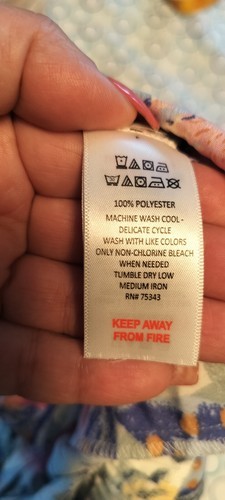 100% POLYESTER
MACHINE WASH COOL -
DELICATE CYCLE
WASH WITH LIKE COLORS
ONLY NON-CHLORINE BLEACH
WHEN NEEDED
TUMBLE DRY LOW
MEDIUM IRON
RN# 75343
KEEP AWAY
FROM FIRE